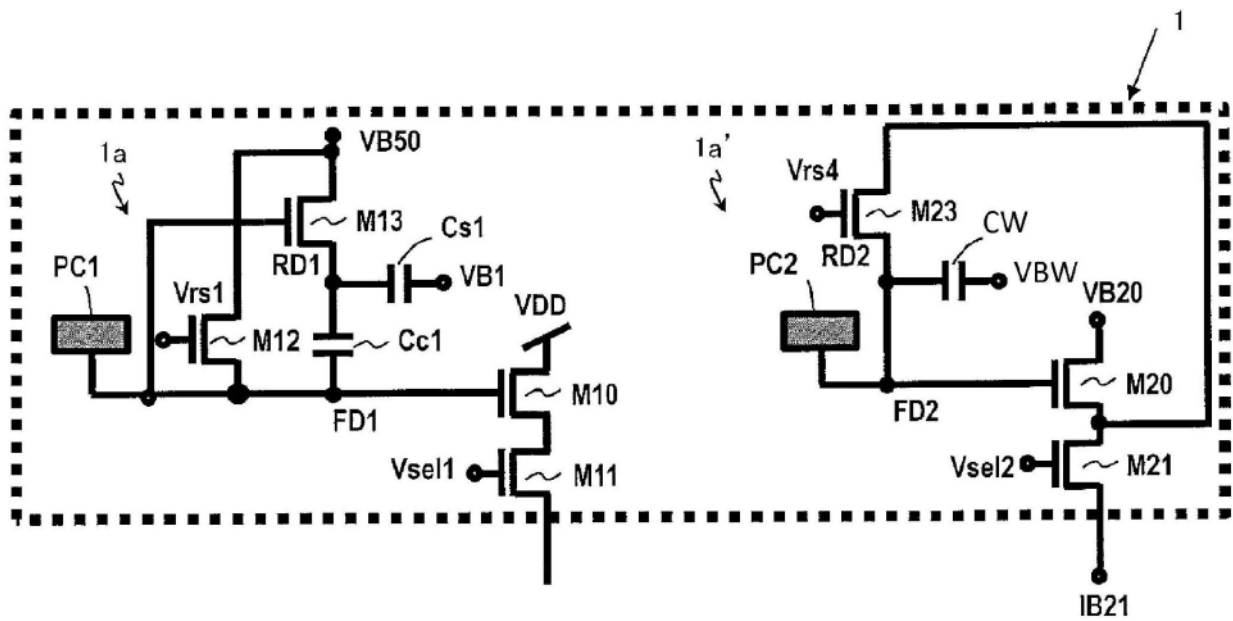 1
1a
VB50
M13
Cs1
RD1
VB1
PC1
Vrs1
M12
Cc1
VDD
FD1
M10
Vsel1
M11
1a'
Vrs4
M23
RD2
CW
VBW
PC2
VB20
M20
FD2
Vsel2
M21
IB21